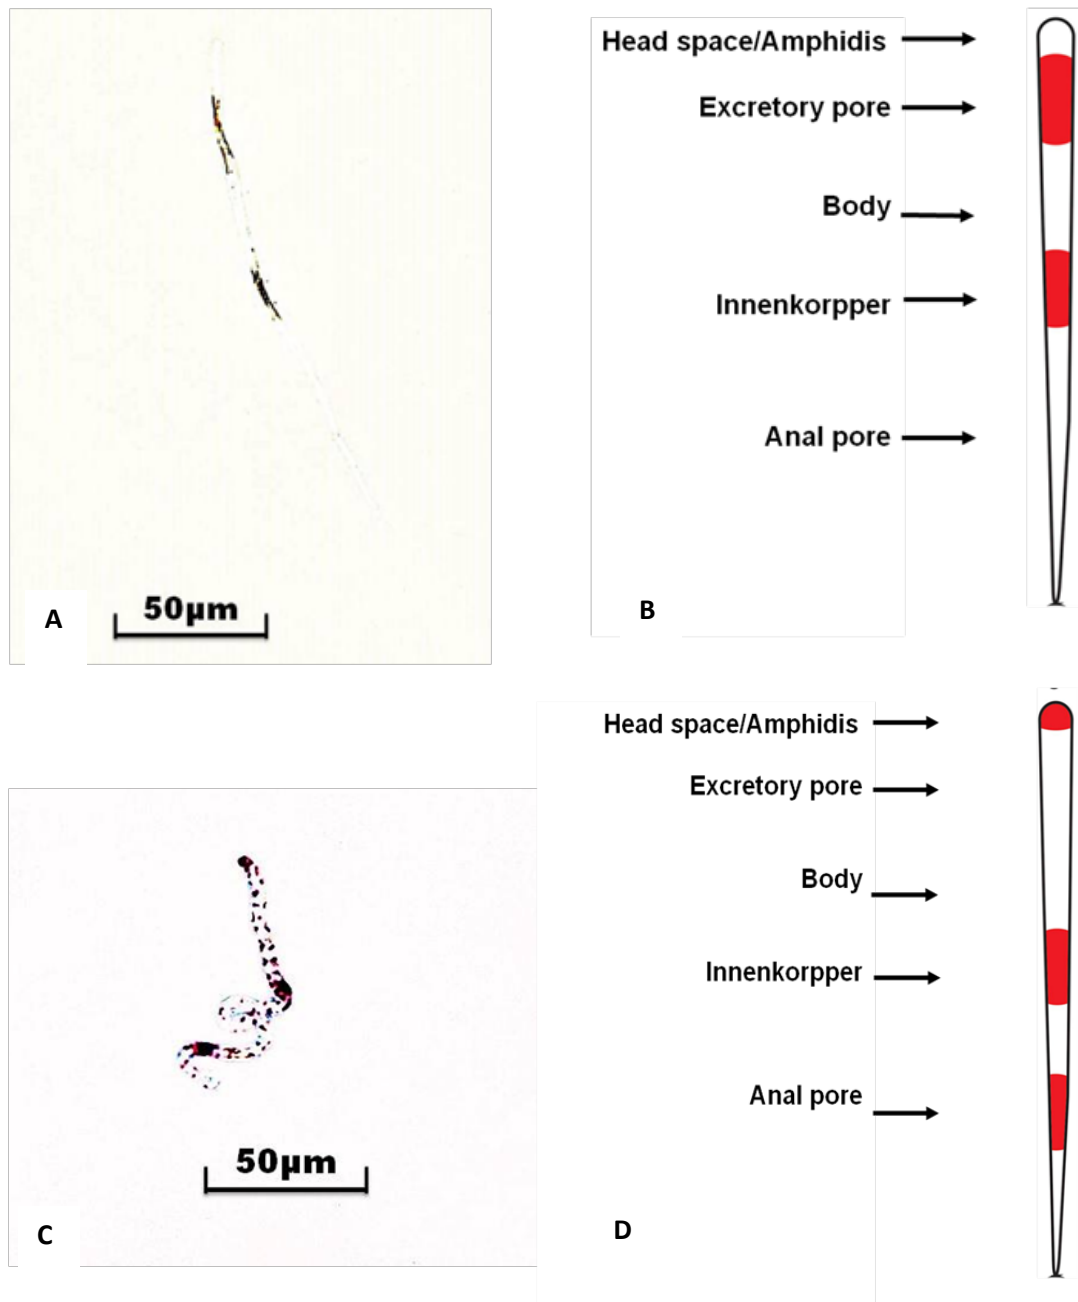 Head space/Amphidis
Excretory pore
Body
Innenkorpper
Anal pore
50µm
A
B
Head space/Amphidis
Excretory pore
Body
Innenkorpper
Anal pore
50µm
C
D